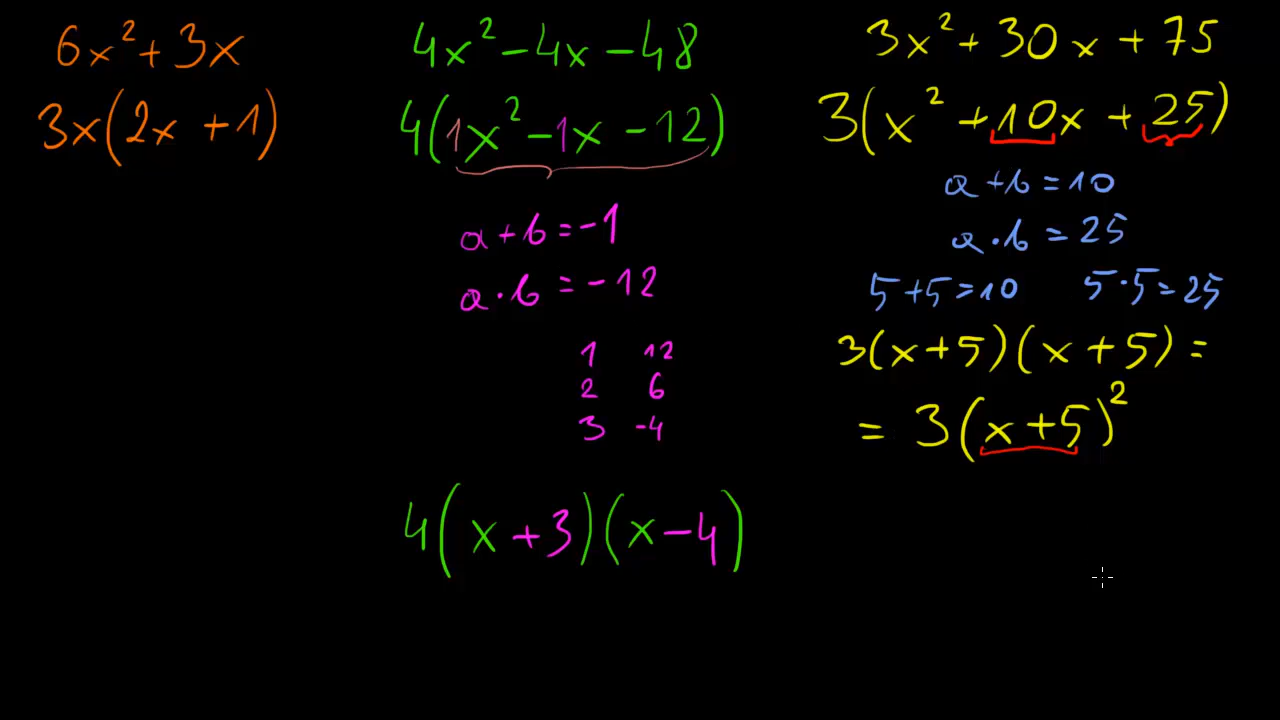 6x² + 3x
3x(2x + 1)
4x² - 4x - 48
4(1x² - 1x - 12)
a + b = -1
a · b = -12
1 12
2 6
3 -4
4(x + 3)(x - 4)
3x² + 30x + 75
3(x² + 10x + 25)
a + b = 10
a · b = 25
5 + 5 = 10 5 · 5 = 25
3(x + 5)(x + 5) =
= 3(x + 5)²